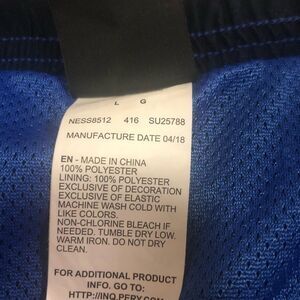 L G
NESS8512 416 SU25788
MANUFACTURE DATE 04/18
EN - MADE IN CHINA
100% POLYESTER
LINING: 100% POLYESTER
EXCLUSIVE OF DECORATION
EXCLUSIVE OF ELASTIC
MACHINE WASH COLD WITH
LIKE COLORS.
NON-CHLORINE BLEACH IF
NEEDED. TUMBLE DRY LOW.
WARM IRON. DO NOT DRY
CLEAN.
FOR ADDITIONAL PRODUCT
INFO. GO TO: